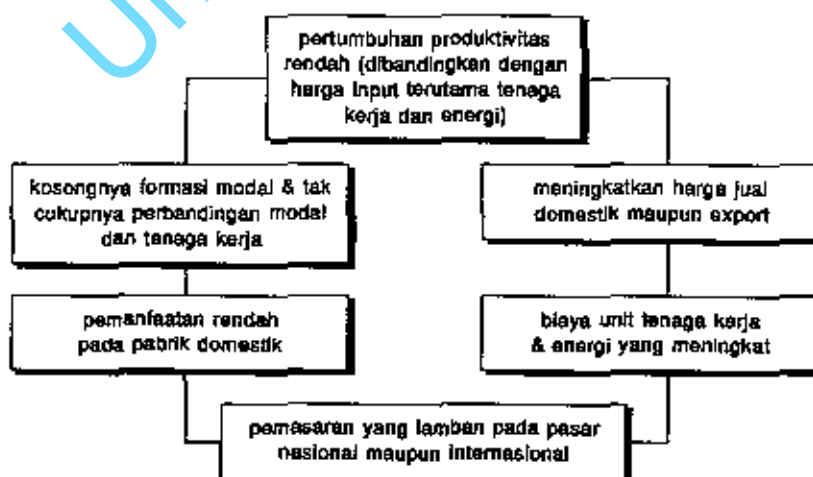 Un
pertumbuhan produktivitas
rendah (dibandingkan dengan
harga input terutama tenaga
kerja dan energi)
kosongnya formasi modal & tak
cukupnya perbandingan modal
dan tenaga kerja
meningkatkan harga jual
domestik maupun export
pemanfaatan rendah
pada pabrik domestik
biaya unit tenaga kerja
& energi yang meningkat
pemasaran yang lamban pada pasar
nasional maupun internasional